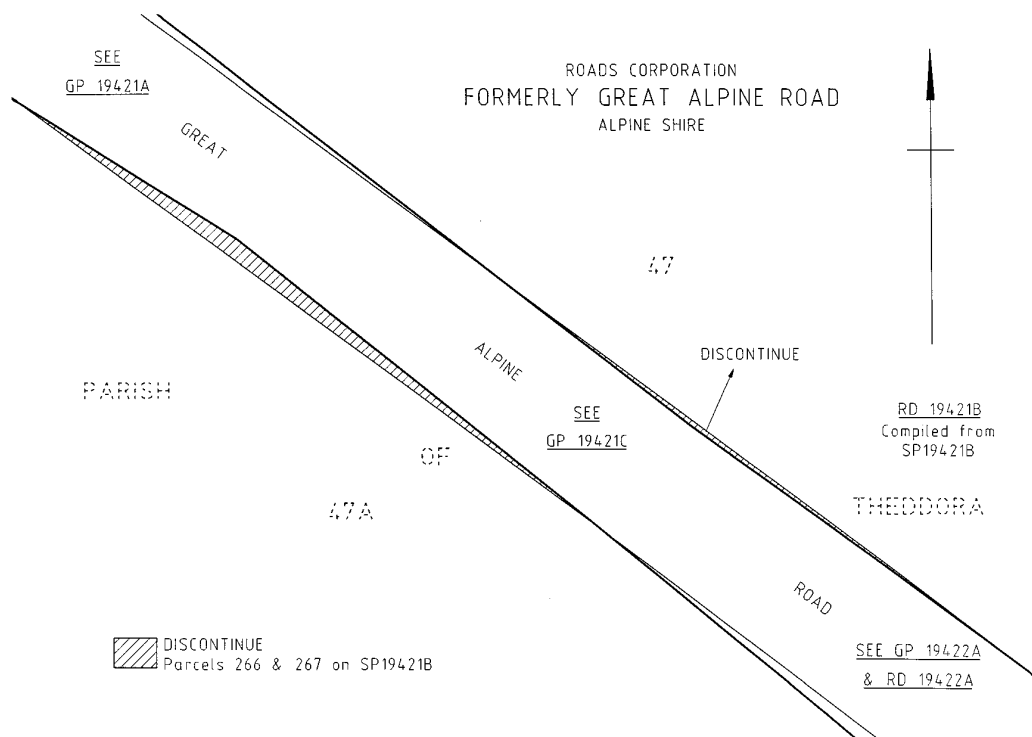 SEE
GP 19421A
ROADS CORPORATION
FORMERLY GREAT ALPINE ROAD
ALPINE SHIRE
GREAT
47
ALPINE
DISCONTINUE
PARISH
SEE
GP 19421C
RD 19421B
Compiled from
SP19421B
OF
47A
THEDDORA
ROAD
DISCONTINUE
Parcels 266 & 267 on SP19421B
SEE GP 19422A
& RD 19422A